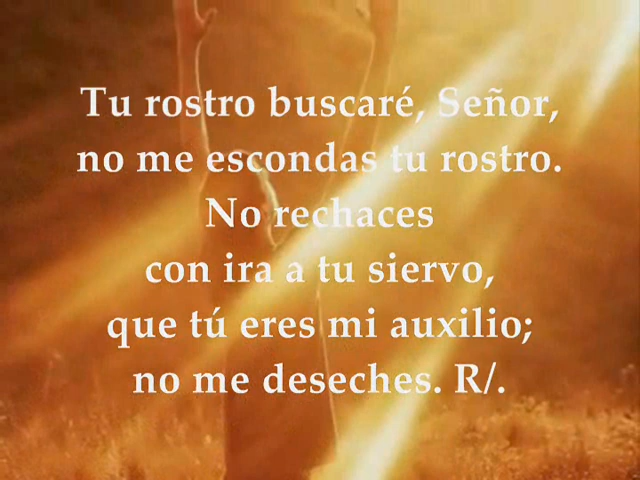 Tu rostro buscaré, Señor,
no me escondas tu rostro.
No rechaces
con ira a tu siervo,
que tú eres mi auxilio;
no me deseches. R/.